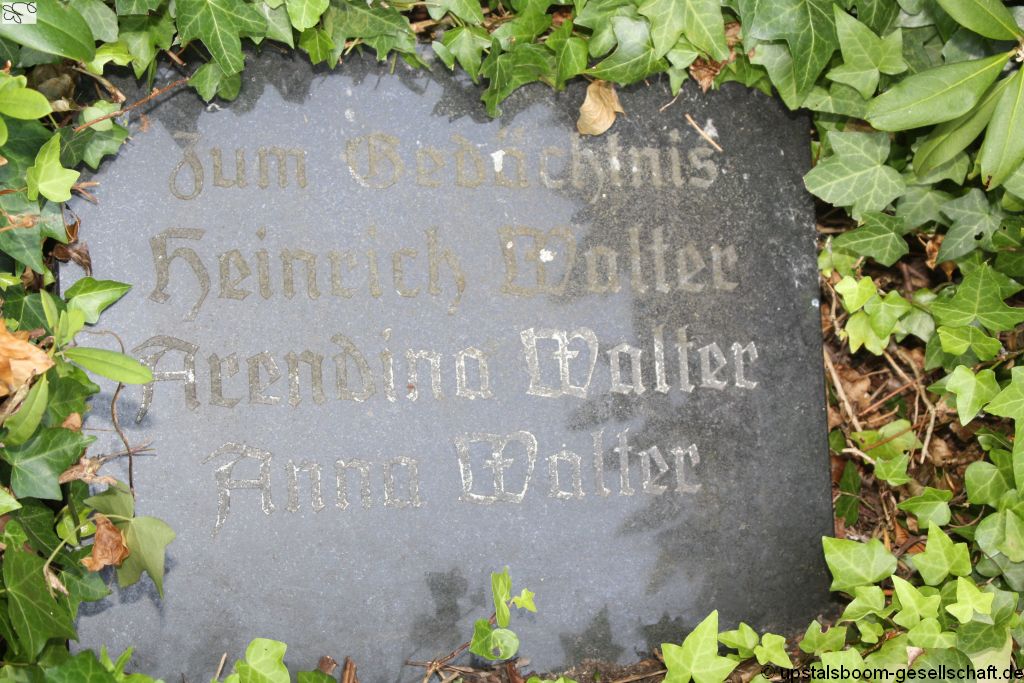 Zum Gedächtnis
Heinrich Walter
Arendina Walter
Anna Walter
© upstalsboom-gesellschaft.de